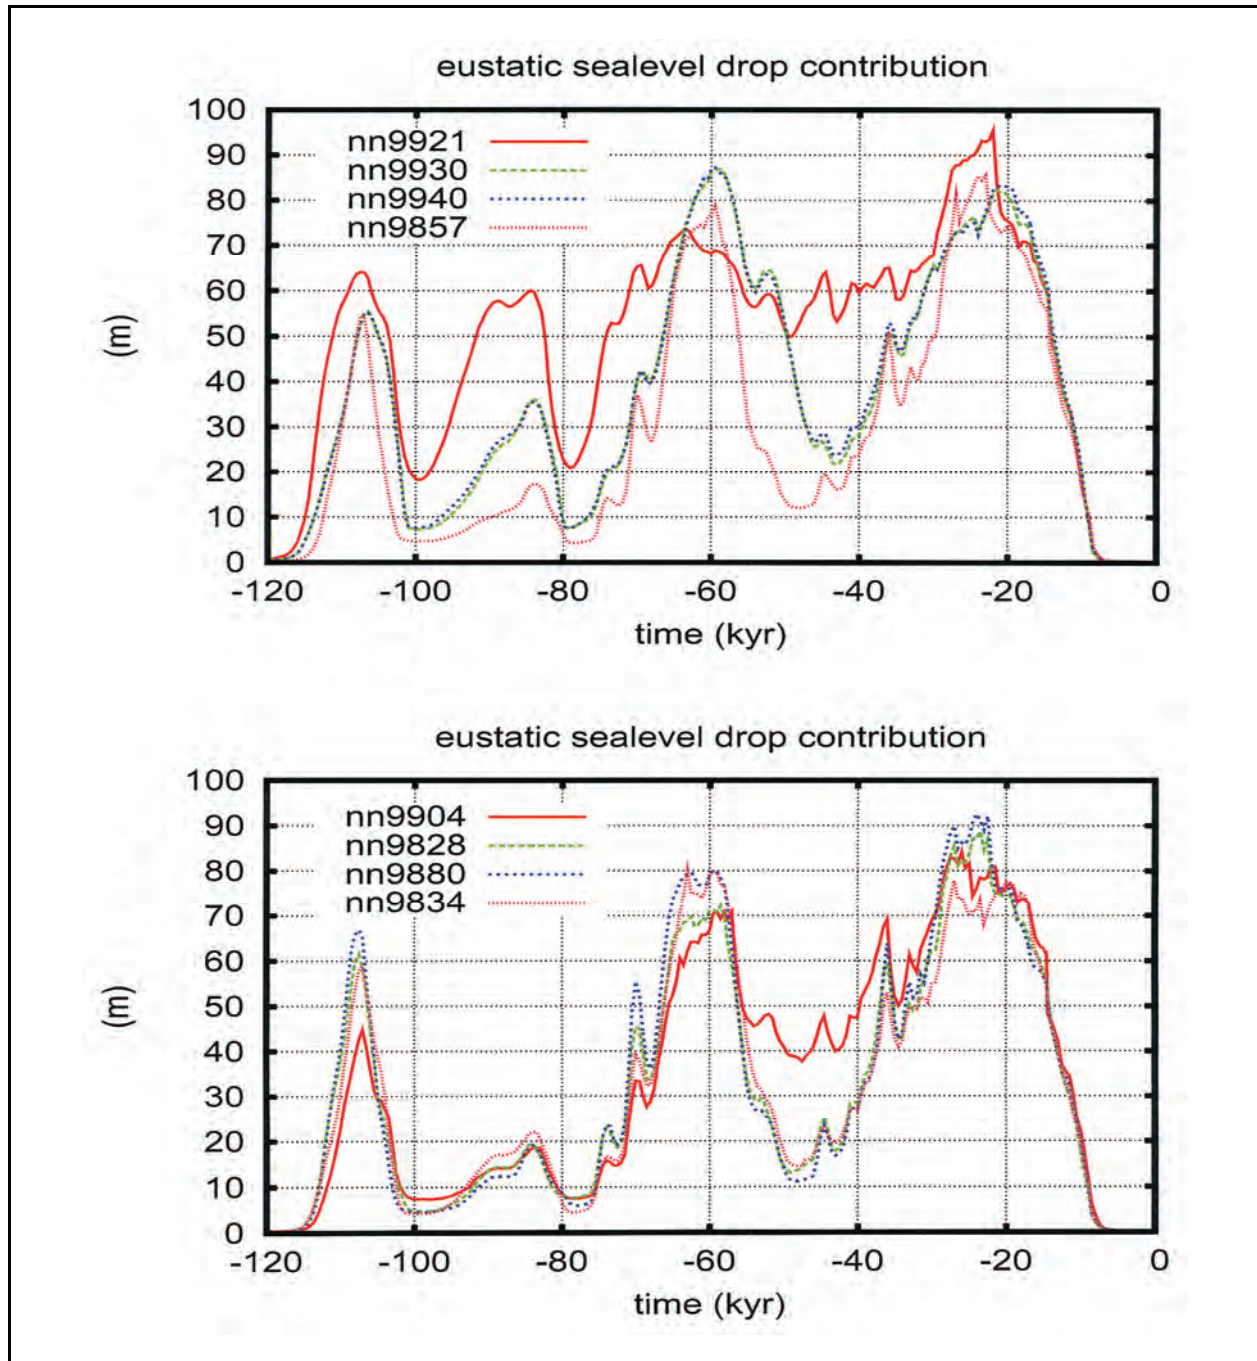 eustatic sealevel drop contribution
100
90
80
70
60
50
40
30
20
10
0
nn9921
nn9930
nn9940
nn9857
(m)
-120 -100 -80 -60 -40 -20 0
time (kyr)
eustatic sealevel drop contribution
100
90
80
70
60
50
40
30
20
10
0
nn9904
nn9828
nn9880
nn9834
(m)
-120 -100 -80 -60 -40 -20 0
time (kyr)